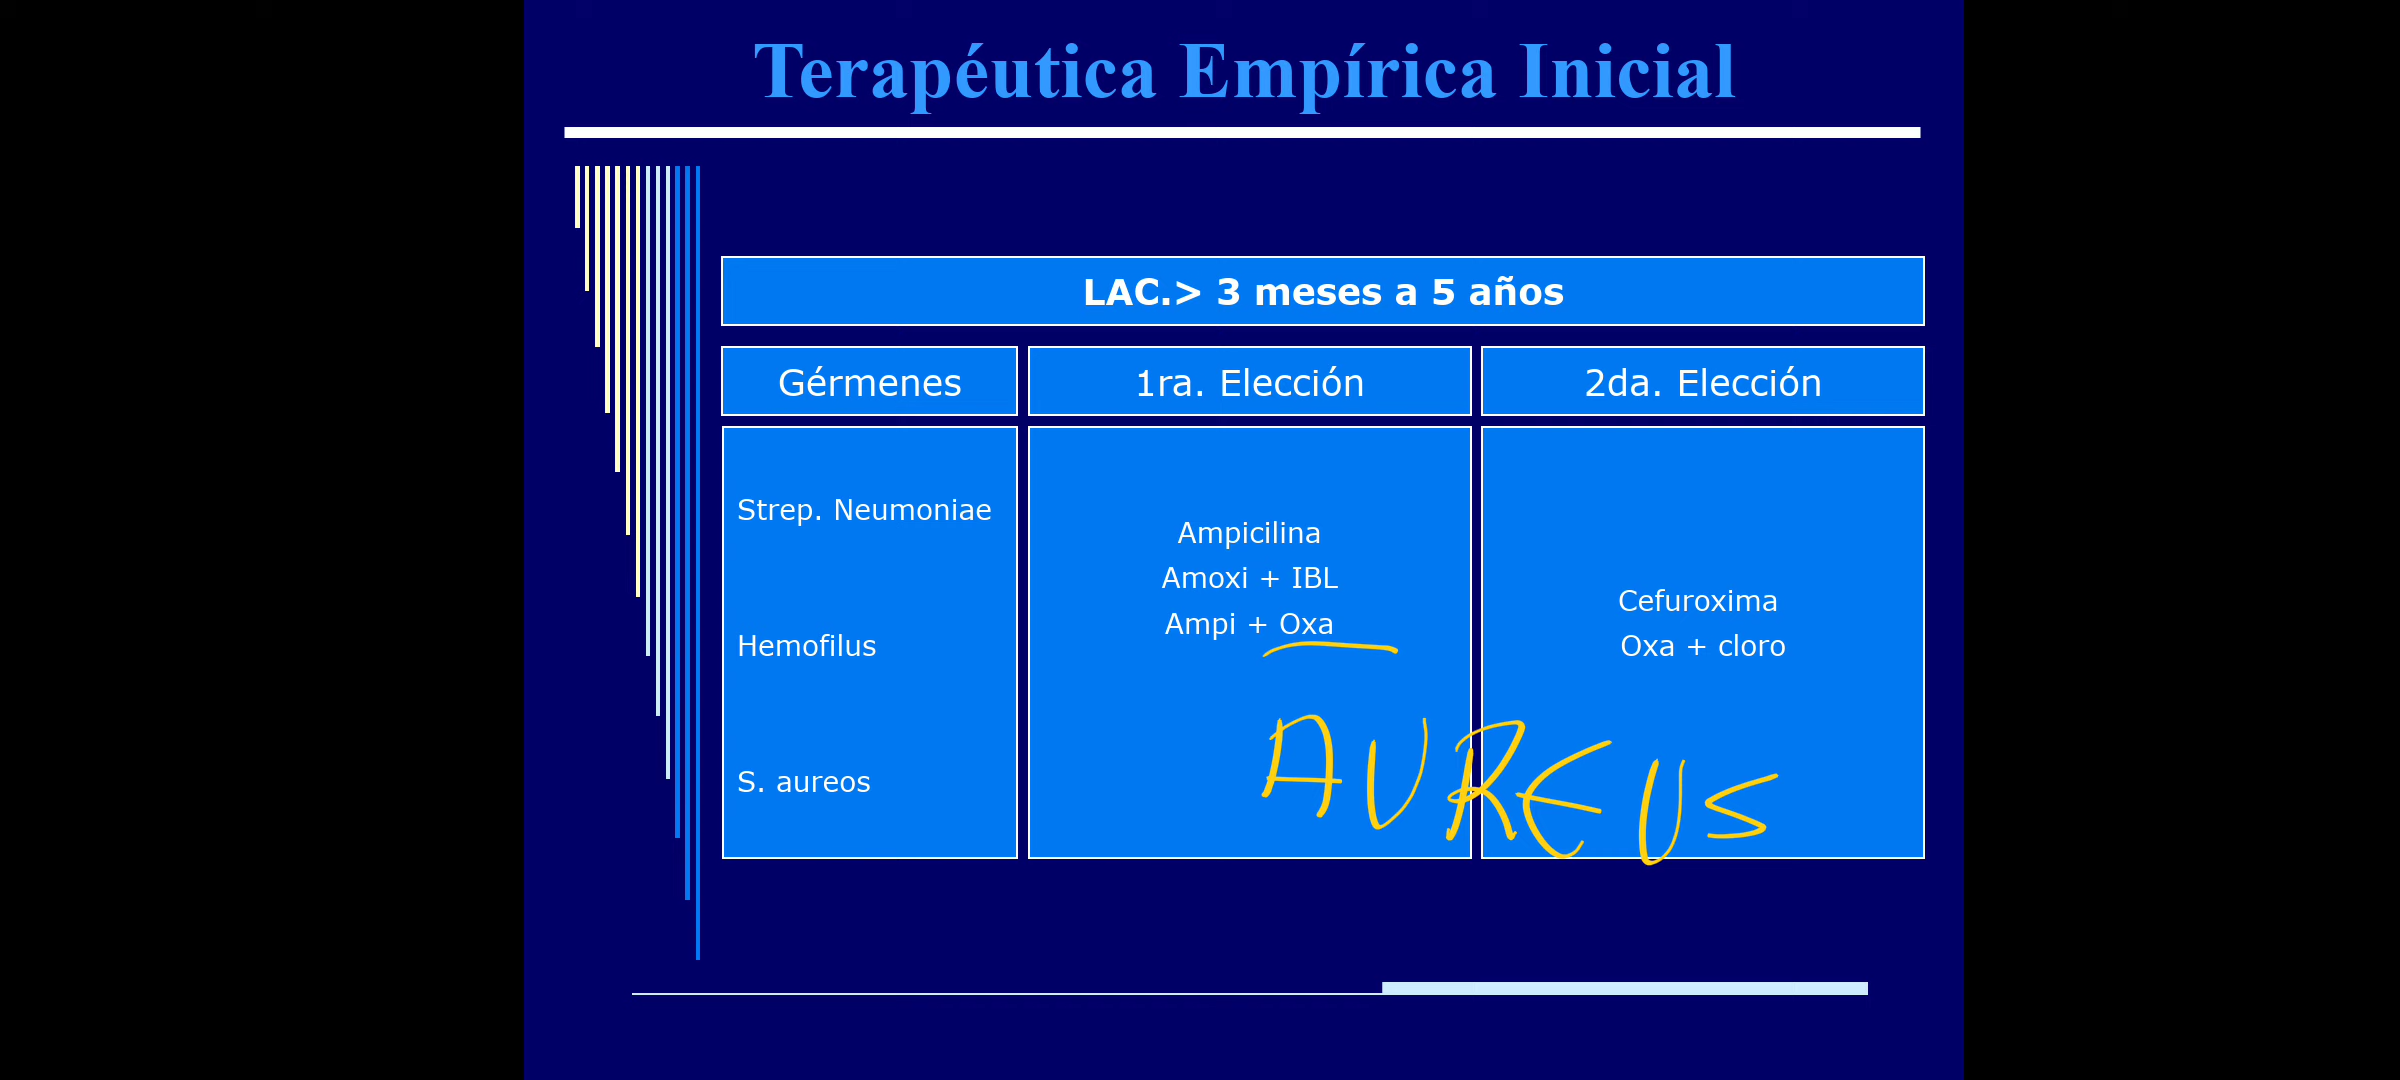 Terapéutica Empírica Inicial
LAC.> 3 meses a 5 años
Gérmenes
1ra. Elección
2da. Elección
Strep. Neumoniae
Hemofilus
S. aureos
Ampicilina
Amoxi + IBL
Ampi + Oxa
Cefuroxima
Oxa + cloro
AUREUS